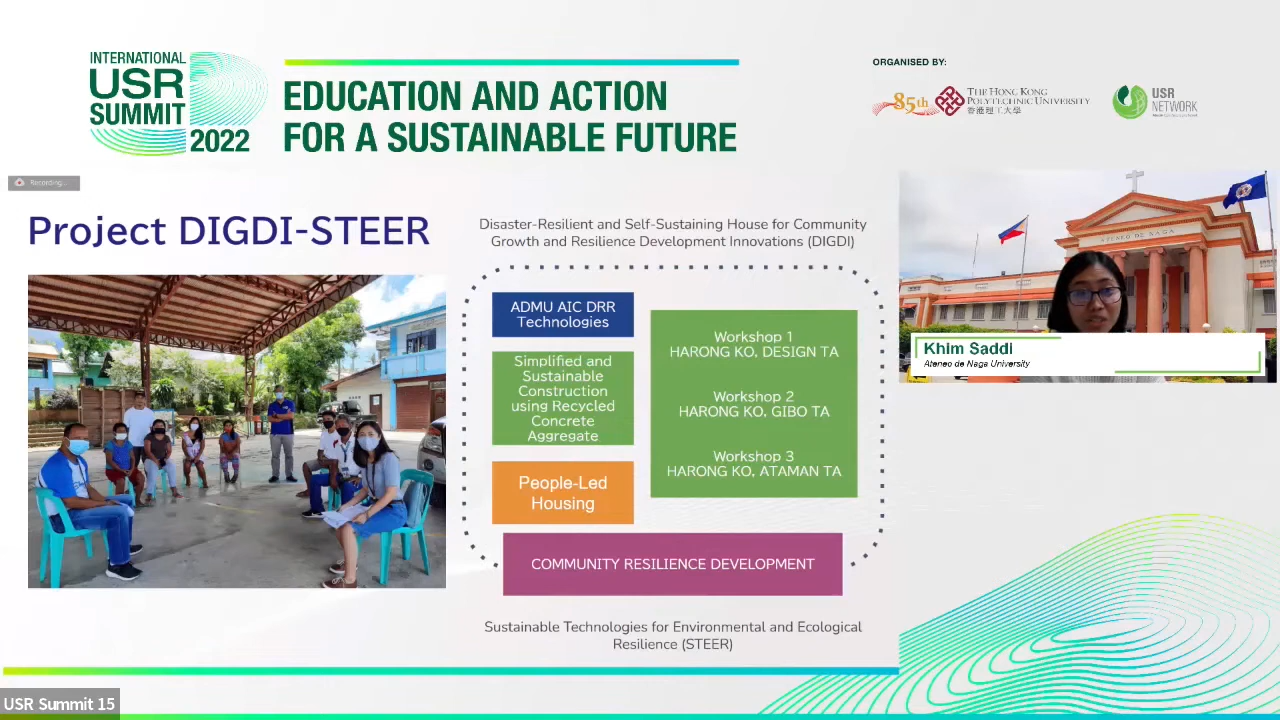 INTERNATIONAL
USR
SUMMIT
2022
EDUCATION AND ACTION
FOR A SUSTAINABLE FUTURE
ORGANISED BY:
85th
THE HONG KONG
POLYTECHNIC UNIVERSITY
香港理工大學
USR
NETWORK
Recording...
Project DIGDI-STEER
Disaster-Resilient and Self-Sustaining House for Community
Growth and Resilience Development Innovations (DIGDI)
ADMU AIC DRR
Technologies
Simplified and
Sustainable
Construction
using Recycled
Concrete
Aggregate
People-Led
Housing
Workshop 1
HARONG KO, DESIGN TA
Workshop 2
HARONG KO, GIBO TA
Workshop 3
HARONG KO, ATAMAN TA
COMMUNITY RESILIENCE DEVELOPMENT
Sustainable Technologies for Environmental and Ecological
Resilience (STEER)
ATENEO DE NAGA
Khim Saddi
Ateneo de Naga University
USR Summit 15